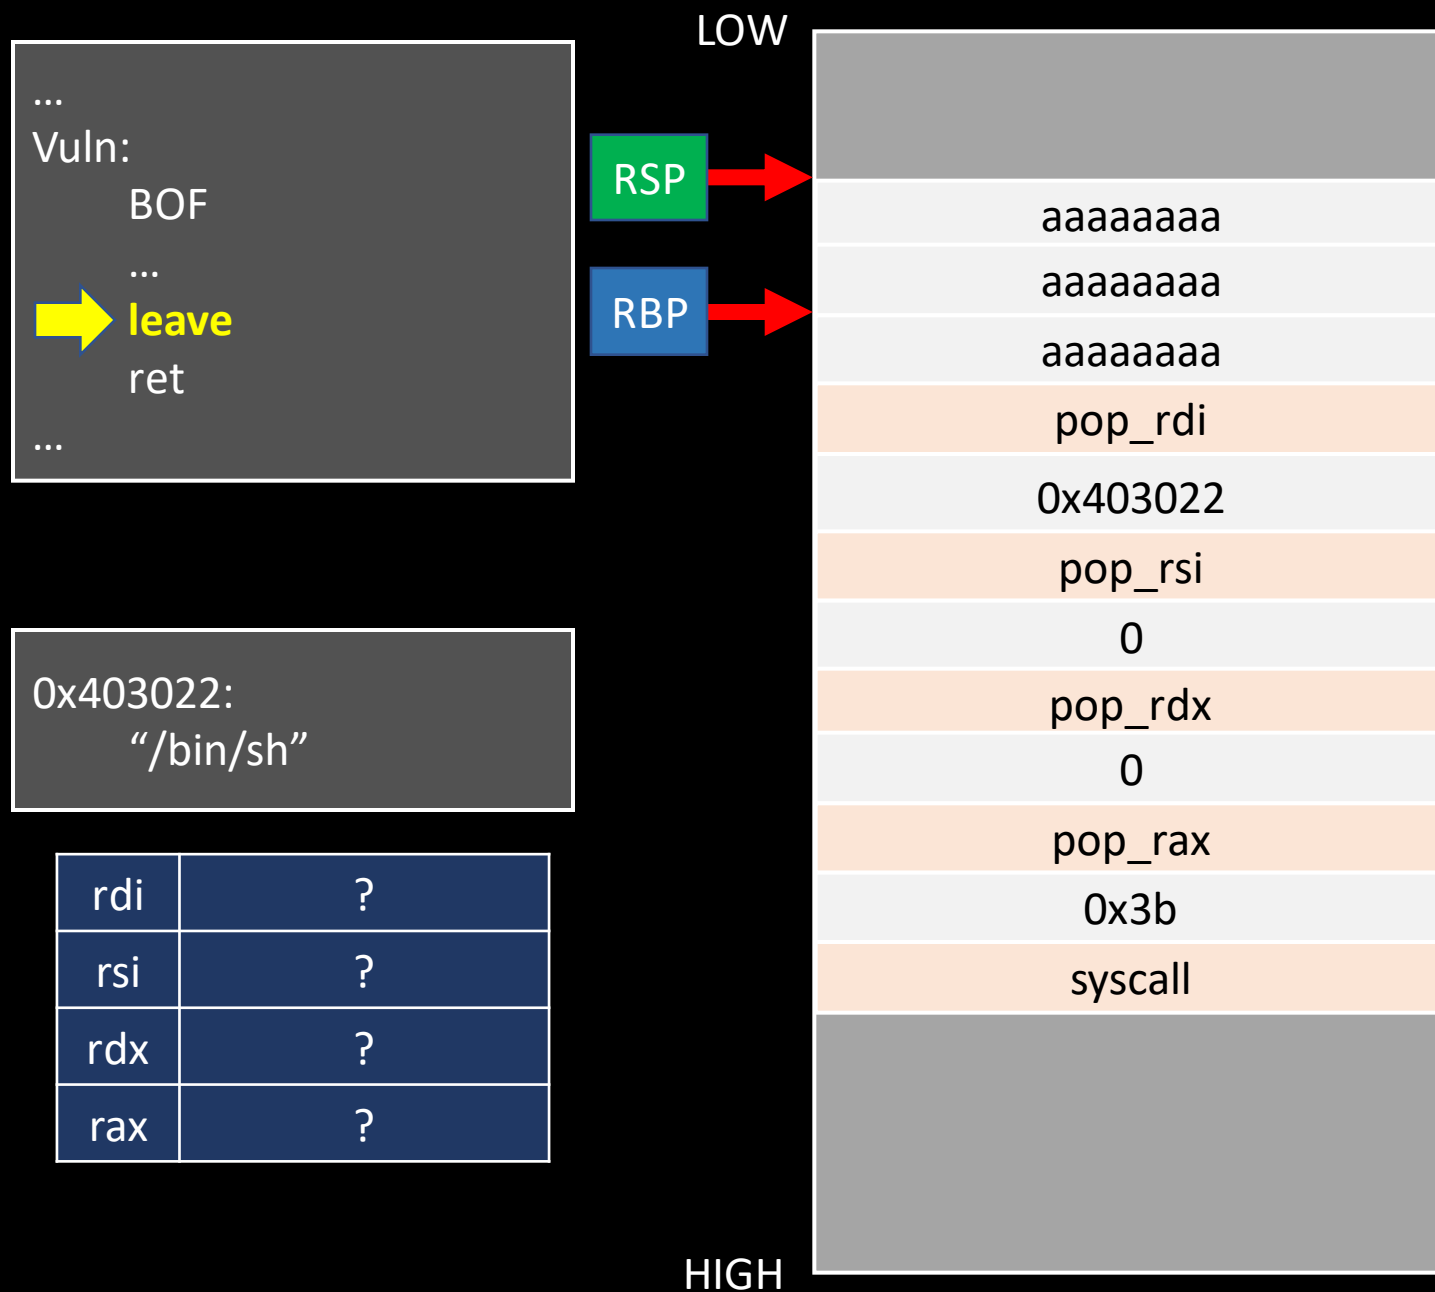 LOW
…
Vuln:
BOF
…
leave
ret
…
RSP
RBP
aaaaaaaa
aaaaaaaa
aaaaaaaa
pop_rdi
0x403022
pop_rsi
0
pop_rdx
0
pop_rax
0x3b
syscall
0x403022:
“/bin/sh”
rdi ?
rsi ?
rdx ?
rax ?
HIGH